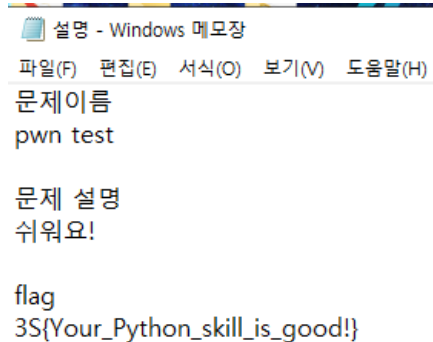 설명 - Windows 메모장
파일(F) 편집(E) 서식(O) 보기(V) 도움말(H)
문제이름
pwn test
문제 설명
쉬워요!
flag
3S{Your_Python_skill_is_good!}